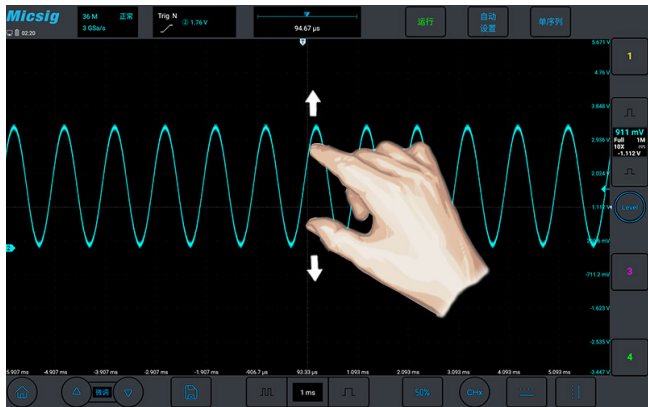 Micsig
02:20
36 M 正常
3 GSa/s
Trig N
② 1.76 V
94.67 μs
运行
自动
设置
单序列
5.671 V
4.76 V
3.848 V
2.936 V
2.024 V
1.112 V
-711.3 mV
-1.623 V
-2.535 V
-3.447 V
1
911 mV
Full 1M
10X
-1.112 V
Level
3
4
2
-4.907 ms
-3.907 ms
-2.907 ms
-1.907 ms
-906.7 μs
93.33 μs
1.093 ms
2.093 ms
3.093 ms
4.093 ms
5.093 ms
微调
1 ms
50%
CHx